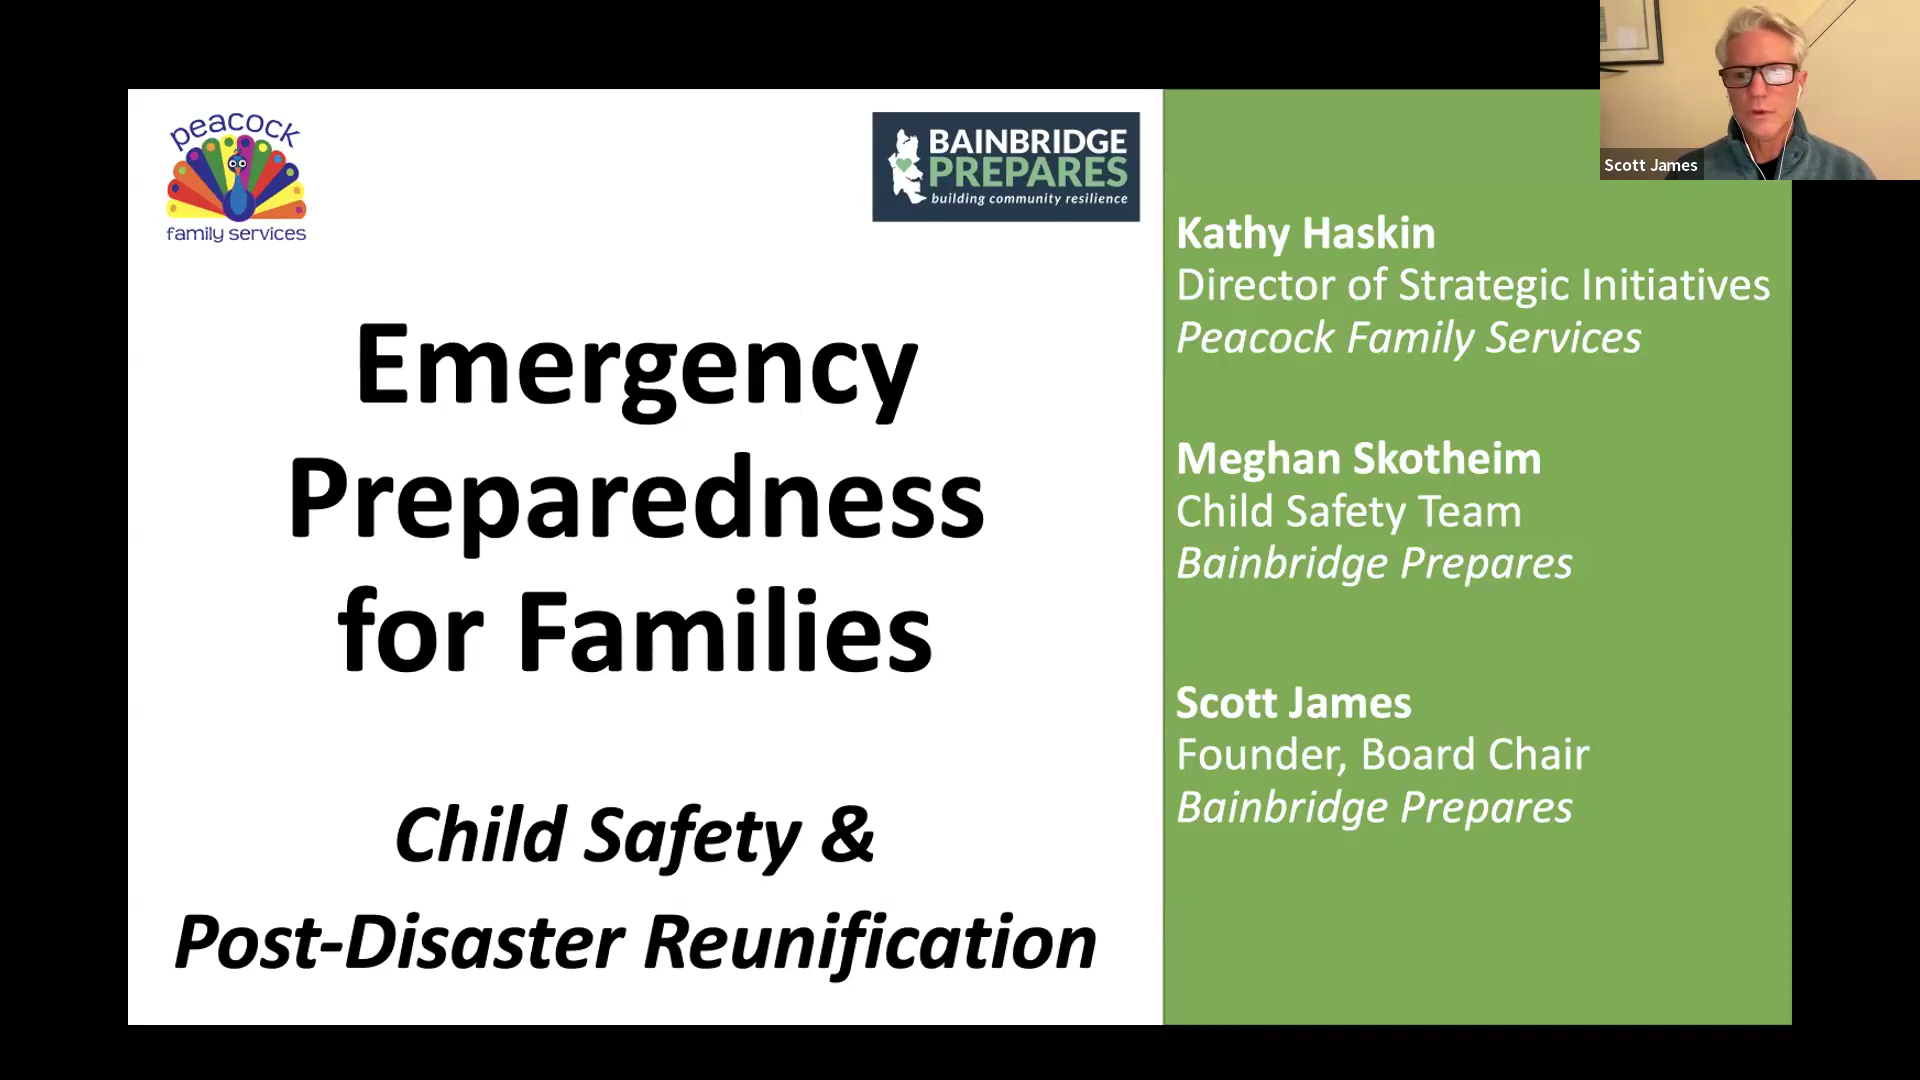 peacock
family services
BAINBRIDGE
PREPARES
building community resilience
Emergency
Preparedness
for Families
Child Safety &
Post-Disaster Reunification
Kathy Haskin
Director of Strategic Initiatives
Peacock Family Services
Meghan Skotheim
Child Safety Team
Bainbridge Prepares
Scott James
Founder, Board Chair
Bainbridge Prepares
Scott James